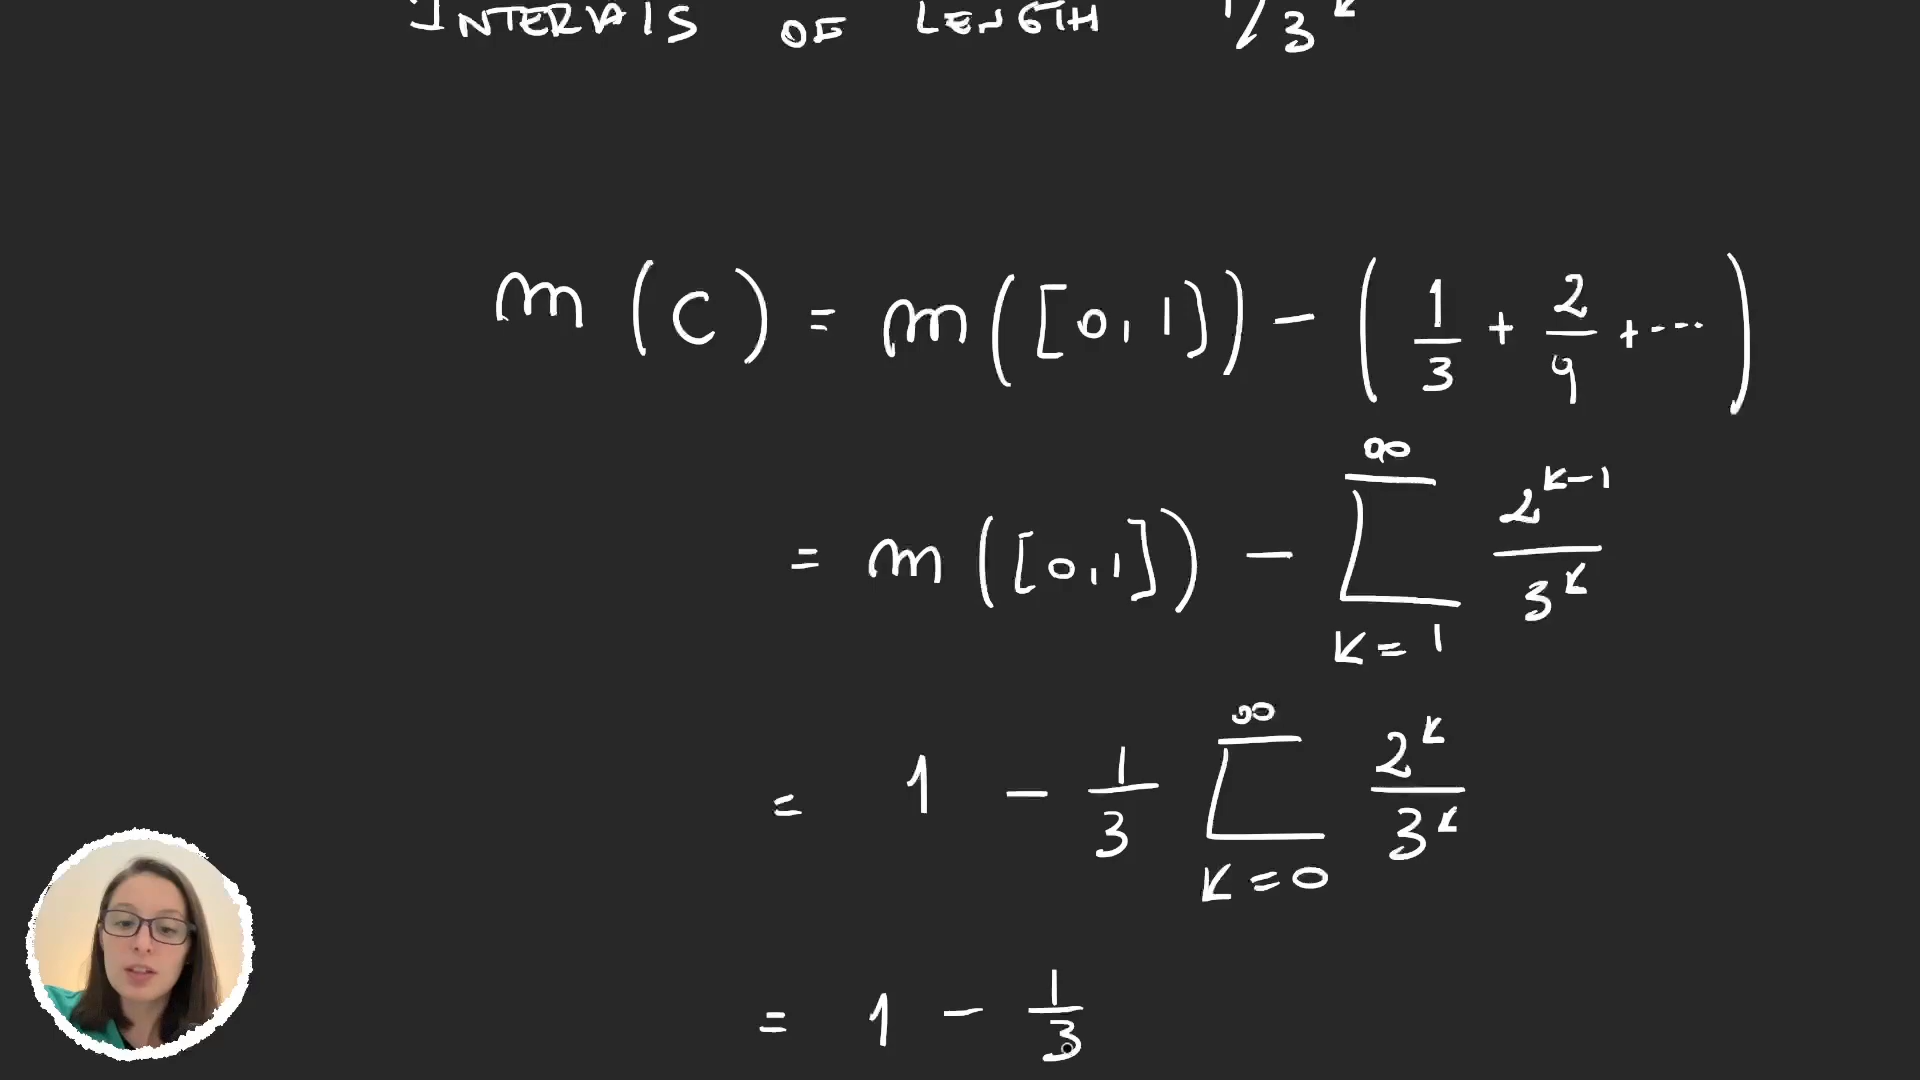 INTERVALS OF LENGTH 1/3^K
m(C) = m([0,1]) - (1/3 + 2/9 + ...)
= m([0,1]) - ∑_{K=1}^{∞} 2^{K-1}/3^K
= 1 - 1/3 ∑_{K=0}^{∞} 2^K/3^K
= 1 - 1/3